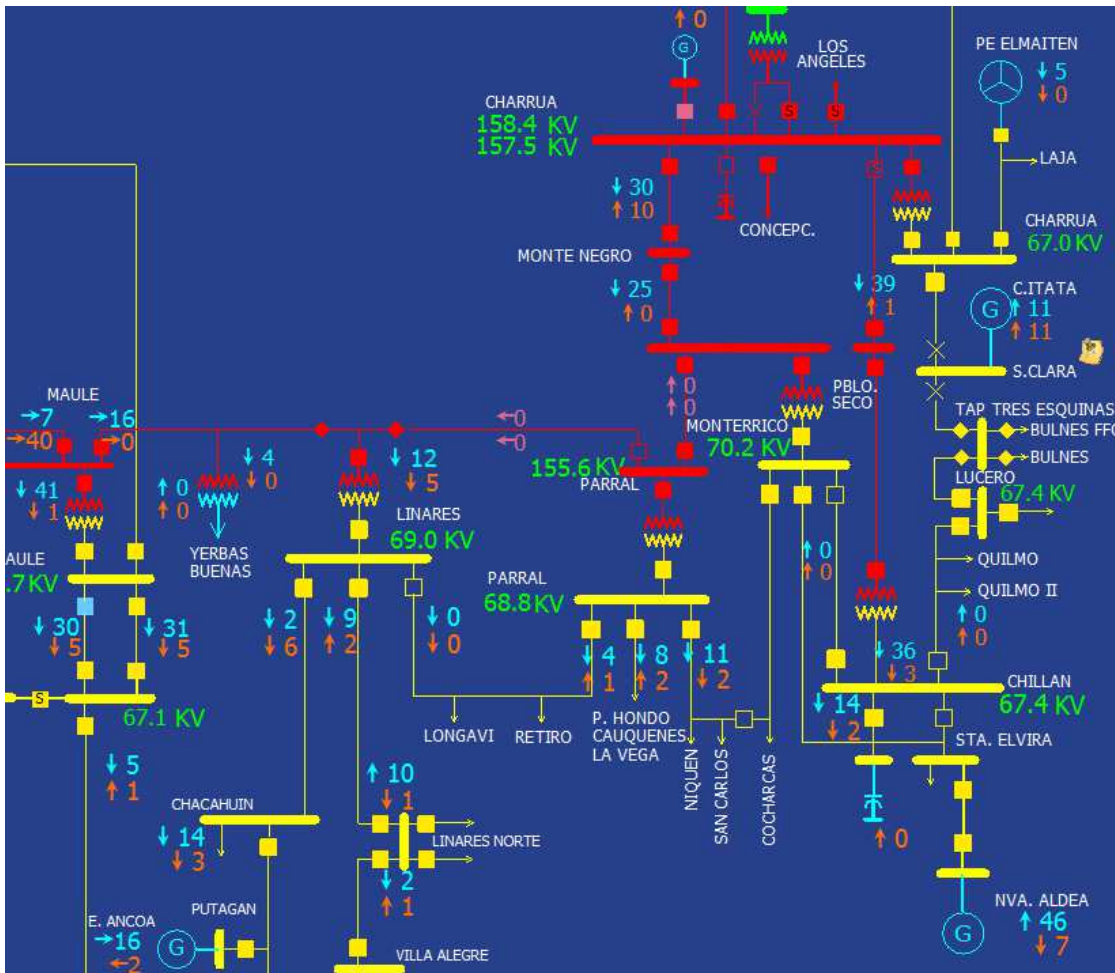 ↑ 0
G
LOS
ANGELES
PE ELMAITEN
↓ 5
↓ 0
CHARRUA
158.4 KV
157.5 KV
S
S
LAJA
↓ 30
↑ 10
S
CONCEPC.
CHARRUA
67.0 KV
MONTE NEGRO
↓ 25
↑ 0
↓ 39
↑ 1
C.ITATA
G
↑ 11
↑ 11
S.CLARA
MAULE
→7
→16
→40
→0
↑ 0
↑ 0
←0
←0
PBLO.
SECO
MONTERRICO
70.2 KV
TAP TRES ESQUINAS
BULNES FFC
BULNES
↓ 4
↓ 0
↓ 12
↓ 5
155.6 KV
PARRAL
LUCERO
67.4 KV
↓ 41
↓ 1
↑ 0
↑ 0
YERBAS
BUENAS
LINARES
69.0 KV
AULE
.7 KV
PARRAL
68.8 KV
↑ 0
↑ 0
QUILMO
QUILMO II
↑ 0
↑ 0
↓ 30
↓ 5
↓ 31
↓ 5
↓ 2
↓ 6
↓ 9
↑ 2
↓ 0
↓ 0
↓ 4
↑ 1
↓ 8
↑ 2
↓ 11
↓ 2
↓ 36
↓ 3
CHILLAN
67.4 KV
S
67.1 KV
↓ 14
↓ 2
LONGAVI
RETIRO
P. HONDO
CAUQUENES
LA VEGA
NIQUEN
SAN CARLOS
COCHARCAS
STA. ELVIRA
↓ 5
↑ 1
↑ 10
↓ 1
CHACAHUIN
↓ 14
↓ 3
LINARES NORTE
↑ 0
↓ 2
↑ 1
E. ANCOA
→16
←2
PUTAGAN
G
VILLA ALEGRE
NVA. ALDEA
G
↑ 46
↓ 7